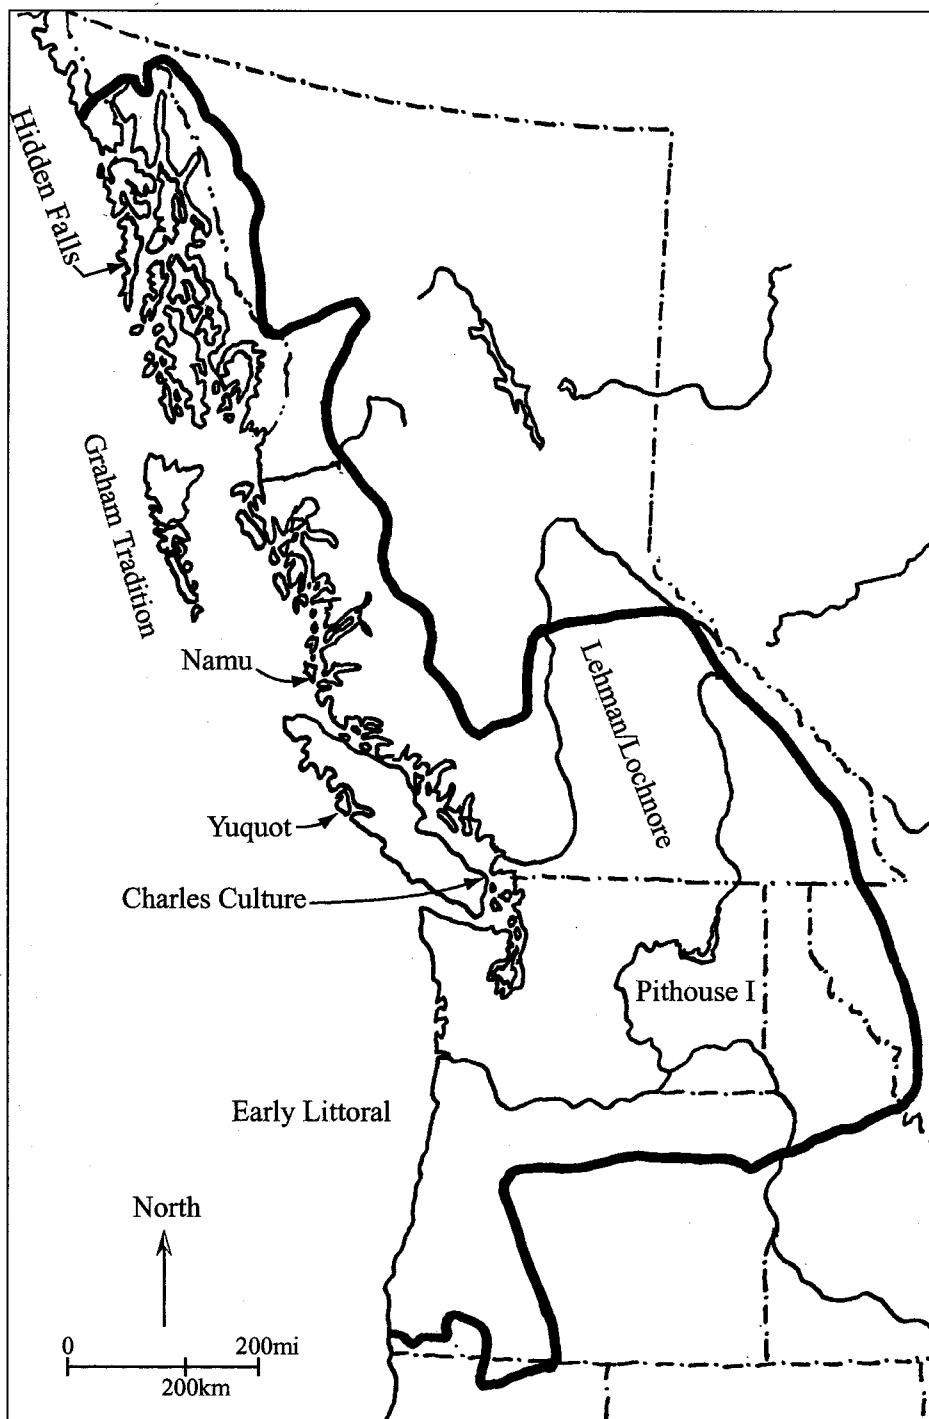 Hidden Falls
Graham Tradition
Namu
Lehman/Lochnore
Yuquot
Charles Culture
Pithouse I
Early Littoral
North
0 200mi
200km